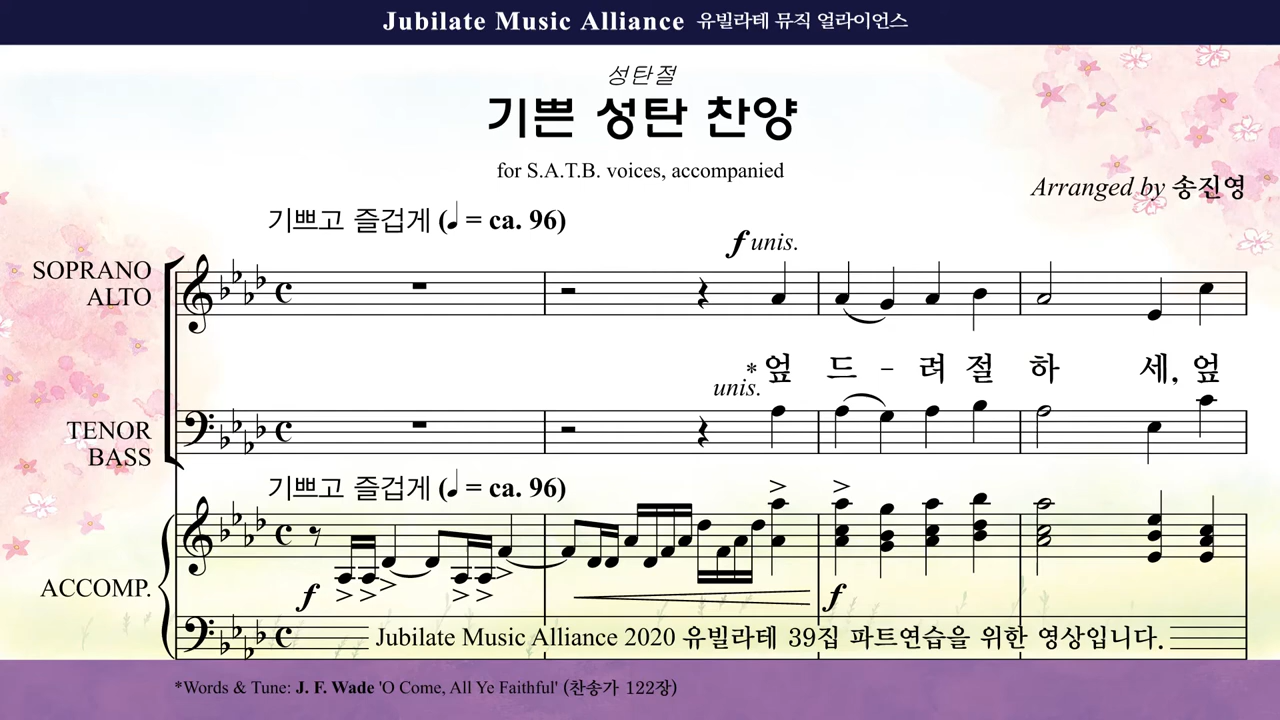 Jubilate Music Alliance 유빌라테 뮤직 얼라이언스
성탄절
기쁜 성탄 찬양
for S.A.T.B. voices, accompanied
Arranged by 송진영
기쁘고 즐겁게 (♩ = ca. 96)
f unis.
SOPRANO
ALTO
* 엎 드 - 려 절 하 세, 엎
unis.
TENOR
BASS
기쁘고 즐겁게 (♩ = ca. 96)
ACCOMP.
f f
Jubilate Music Alliance 2020 유빌라테 39집 파트연습을 위한 영상입니다.
*Words & Tune: J. F. Wade 'O Come, All Ye Faithful' (찬송가 122장)